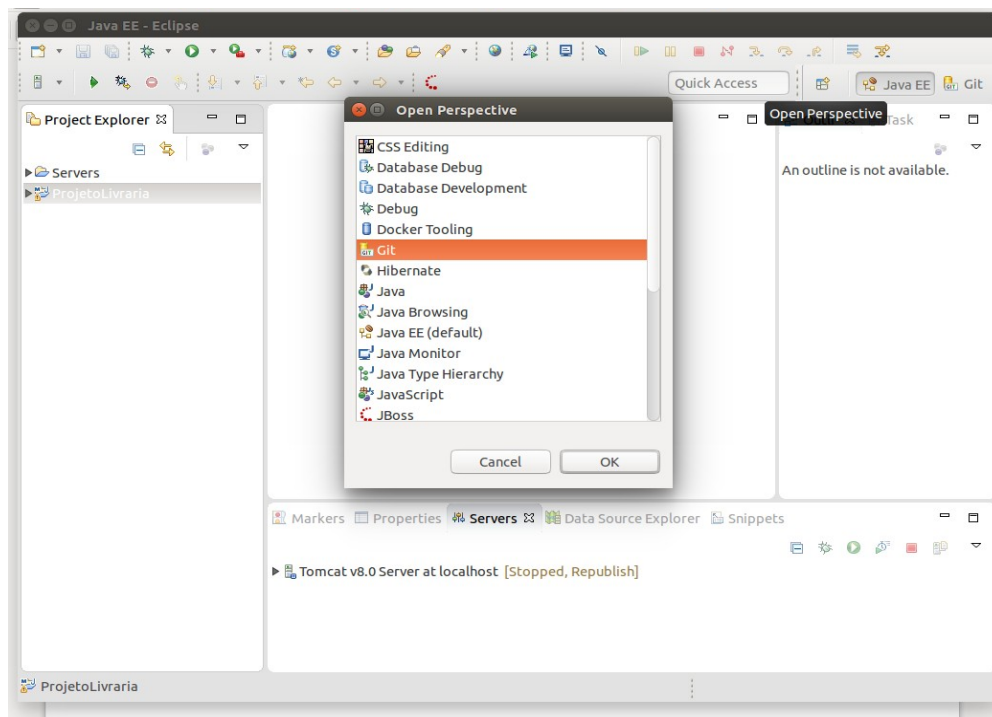 Java EE - Eclipse
Quick Access
Java EE
Git
Project Explorer
Servers
ProjetoLivraria
Open Perspective
CSS Editing
Database Debug
Database Development
Debug
Docker Tooling
Git
Hibernate
Java
Java Browsing
Java EE (default)
Java Monitor
Java Type Hierarchy
JavaScript
JBoss
Cancel
OK
Open Perspective
Task
An outline is not available.
Markers
Properties
Servers
Data Source Explorer
Snippets
Tomcat v8.0 Server at localhost [Stopped, Republish]
ProjetoLivraria